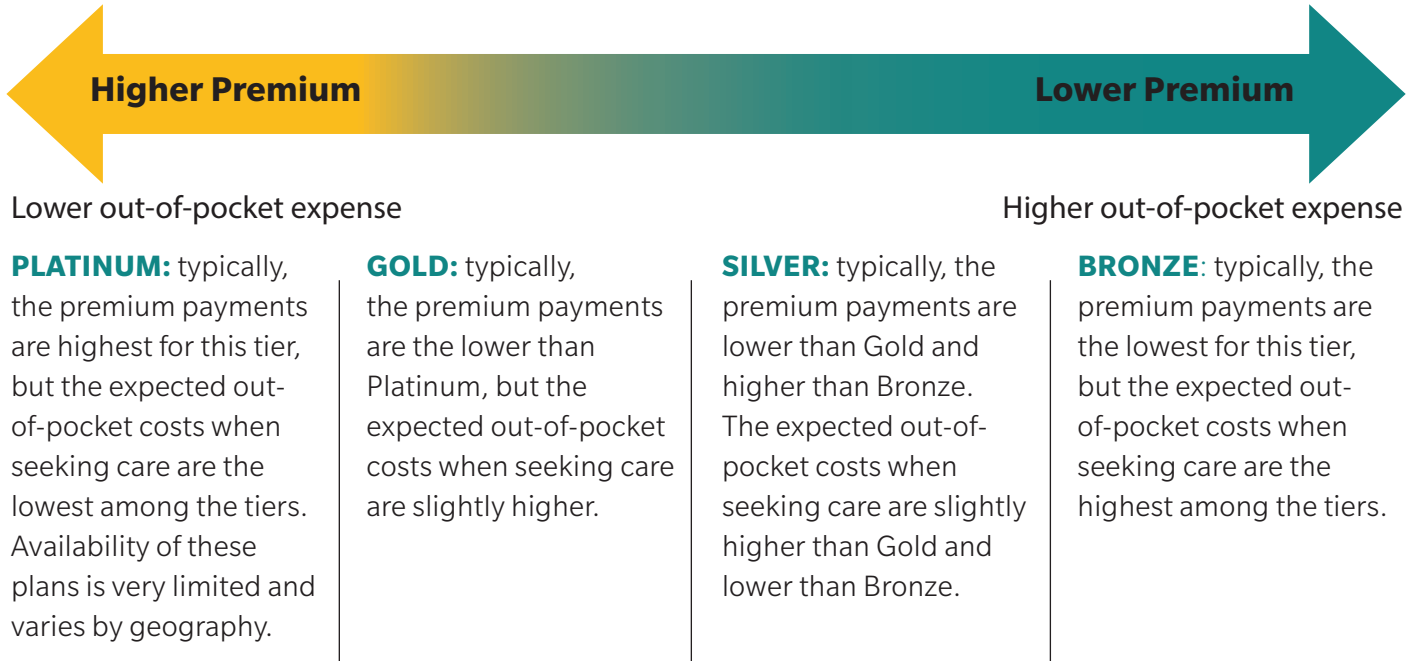 Higher Premium
Lower Premium
Lower out-of-pocket expense
Higher out-of-pocket expense
PLATINUM: typically,
the premium payments
are highest for this tier,
but the expected out-
of-pocket costs when
seeking care are the
lowest among the tiers.
Availability of these
plans is very limited and
varies by geography.
GOLD: typically,
the premium payments
are the lower than
Platinum, but the
expected out-of-pocket
costs when seeking care
are slightly higher.
SILVER: typically, the
premium payments are
lower than Gold and
higher than Bronze.
The expected out-of-
pocket costs when
seeking care are slightly
higher than Gold and
lower than Bronze.
BRONZE: typically, the
premium payments are
the lowest for this tier,
but the expected out-
of-pocket costs when
seeking care are the
highest among the tiers.